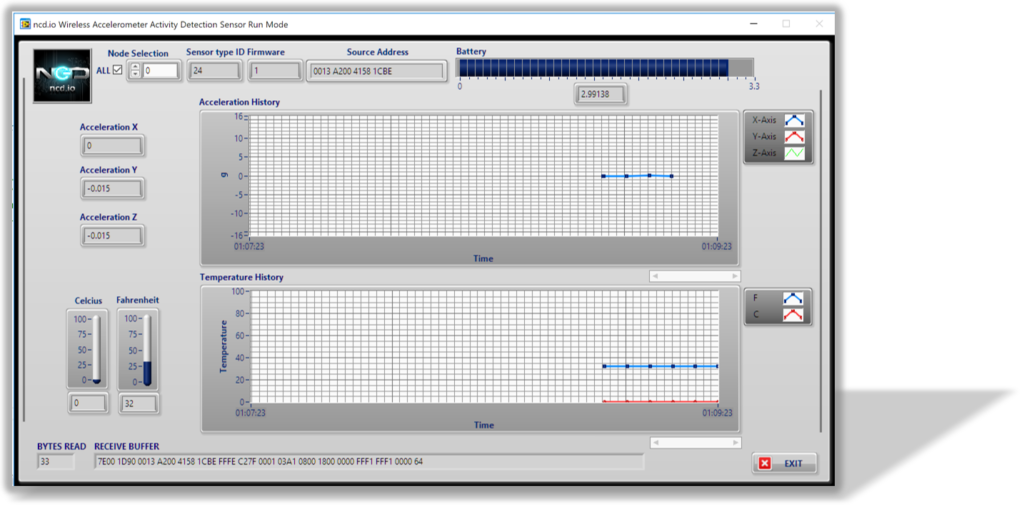 ncd.io Wireless Accelerometer Activity Detection Sensor Run Mode
NCD
ncd.io
Node Selection
ALL 0
Sensor type ID Firmware
24 1
Source Address
0013 A200 4158 1CBE
Battery
0 3.3
2.99138
Acceleration X
0
Acceleration Y
-0.015
Acceleration Z
-0.015
Acceleration History
16
10
5
0
-5
-10
-16
g
01:07:23 01:09:23
Time
X-Axis
Y-Axis
Z-Axis
Celcius Fahrenheit
100 100
75 75
50 50
25 25
0 0
0 32
Temperature History
100
80
60
40
20
0
Temperature
01:07:23 01:09:23
Time
F
C
BYTES READ RECEIVE BUFFER
33 7E00 1D90 0013 A200 4158 1CBE FFFE C27F 0001 03A1 0800 1800 0000 FFF1 FFF1 0000 64
EXIT